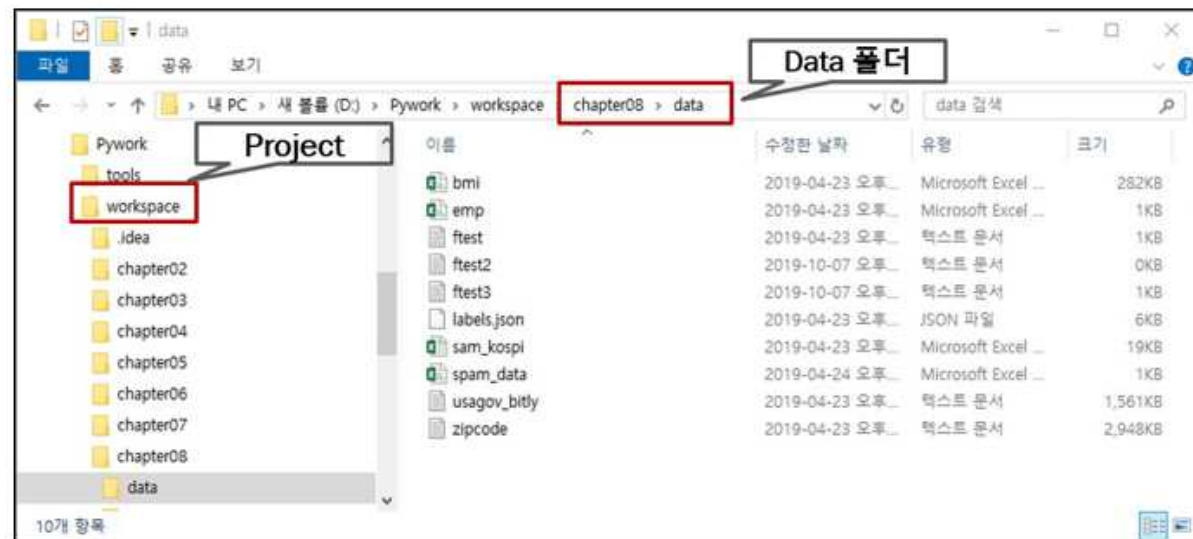 data
파일 홈 공유 보기
Data 폴더
내 PC › 새 볼륨 (D:) › Pywork › workspace chapter08 › data
data 검색
Project
Pywork
tools
workspace
.idea
chapter02
chapter03
chapter04
chapter05
chapter06
chapter07
chapter08
data
이름 수정한 날짜 유형 크기
bmi 2019-04-23 오후... Microsoft Excel ... 282KB
emp 2019-04-23 오후... Microsoft Excel ... 1KB
ftest 2019-04-23 오후... 텍스트 문서 1KB
ftest2 2019-10-07 오후... 텍스트 문서 0KB
ftest3 2019-10-07 오후... 텍스트 문서 1KB
labels.json 2019-04-23 오후... JSON 파일 6KB
sam_kospi 2019-04-23 오후... Microsoft Excel ... 19KB
spam_data 2019-04-24 오후... Microsoft Excel ... 1KB
usagov_bitly 2019-04-23 오후... 텍스트 문서 1,561KB
zipcode 2019-04-23 오후... 텍스트 문서 2,948KB
10개 항목